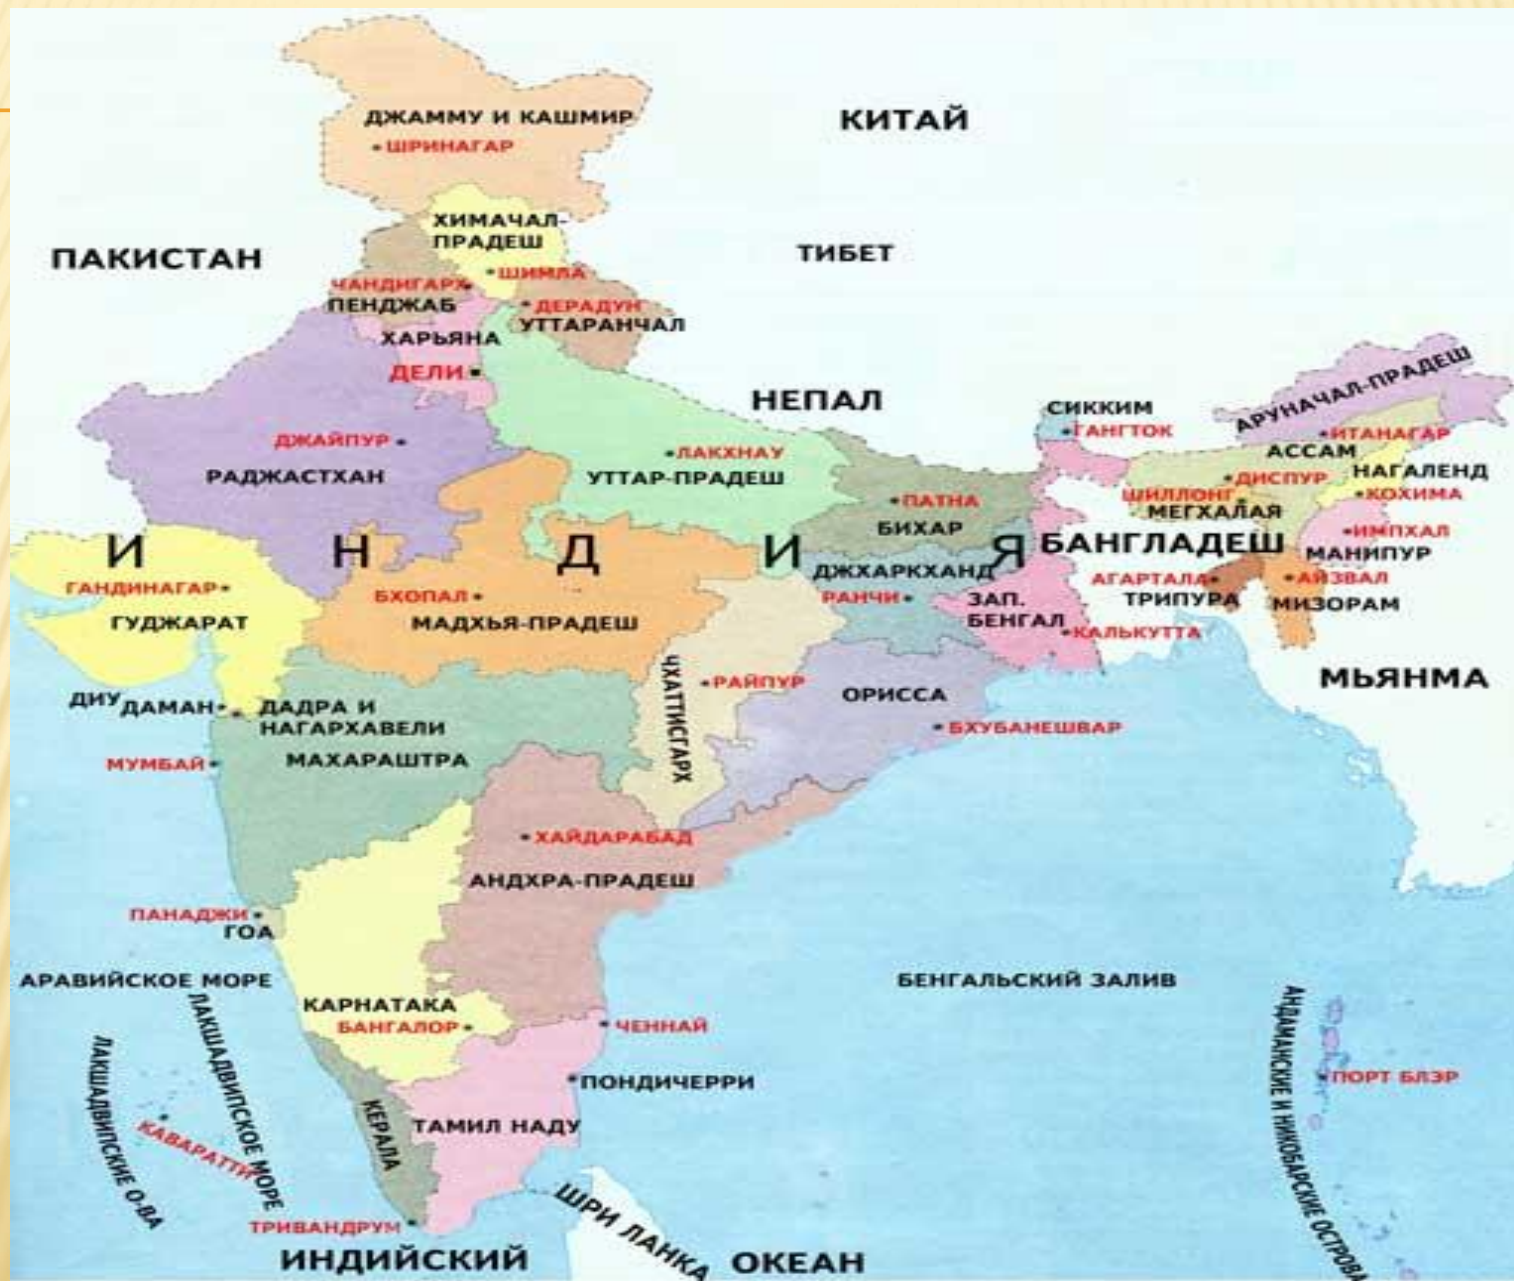 ДЖАММУ И КАШМИР
КИТАЙ
ШРИНАГАР
ХИМАЧАЛ-
ПРАДЕШ
ПАКИСТАН
ТИБЕТ
ШИМЛА
ЧАНДИГАРХ
ПЕНДЖАБ
ДЕРАДУН
УТТАРАНЧАЛ
ХАРЬЯНА
ДЕЛИ
НЕПАЛ
АРУНАЧАЛ-ПРАДЕШ
СИККИМ
ГАНГТОК
ИТАНАГАР
ДЖАЙПУР
РАДЖАСТХАН
ЛАКХНАУ
УТТАР-ПРАДЕШ
АССАМ
НАГАЛЕНД
ДИСПУР
ШИЛЛОНГ
КОХИМА
МЕГХАЛАЯ
ПАТНА
БИХАР
ИМПХАЛ
МАНИПУР
ИНДИЯ
БАНГЛАДЕШ
ГАНДИНАГАР
ГУДЖАРАТ
БХОПАЛ
МАДХЬЯ-ПРАДЕШ
ДЖХАРКХАНД
РАНЧИ
ЗАП.
БЕНГАЛ
КАЛЬКУТТА
АГАРТАЛА
ТРИПУРА
АЙЗВАЛ
МИЗОРАМ
МЬЯНМА
ЧХАТТИСГАРХ
РАЙПУР
ОРИССА
БХУБАНЕШВАР
ДИУ
ДАМАН
ДАДРА И
НАГАРХАВЕЛИ
МУМБАЙ
МАХАРАШТРА
ХАЙДАРАБАД
АНДХРА-ПРАДЕШ
ПАНАДЖИ
ГОА
АРАВИЙСКОЕ МОРЕ
БЕНГАЛЬСКИЙ ЗАЛИВ
КАРНАТАКА
БАНГАЛОР
ЧЕННАЙ
ЛАКШАДВИПСКОЕ МОРЕ
ЛАКШАДВИПСКИЕ О-ВА
КАВАРАТТИ
ПОНДИЧЕРРИ
КЕРАЛА
ТАМИЛ НАДУ
ПОРТ БЛЭР
АНДАМАНСКИЕ И НИКОБАРСКИЕ ОСТРОВА
ТРИВАНДРУМ
ШРИ ЛАНКА
ИНДИЙСКИЙ ОКЕАН